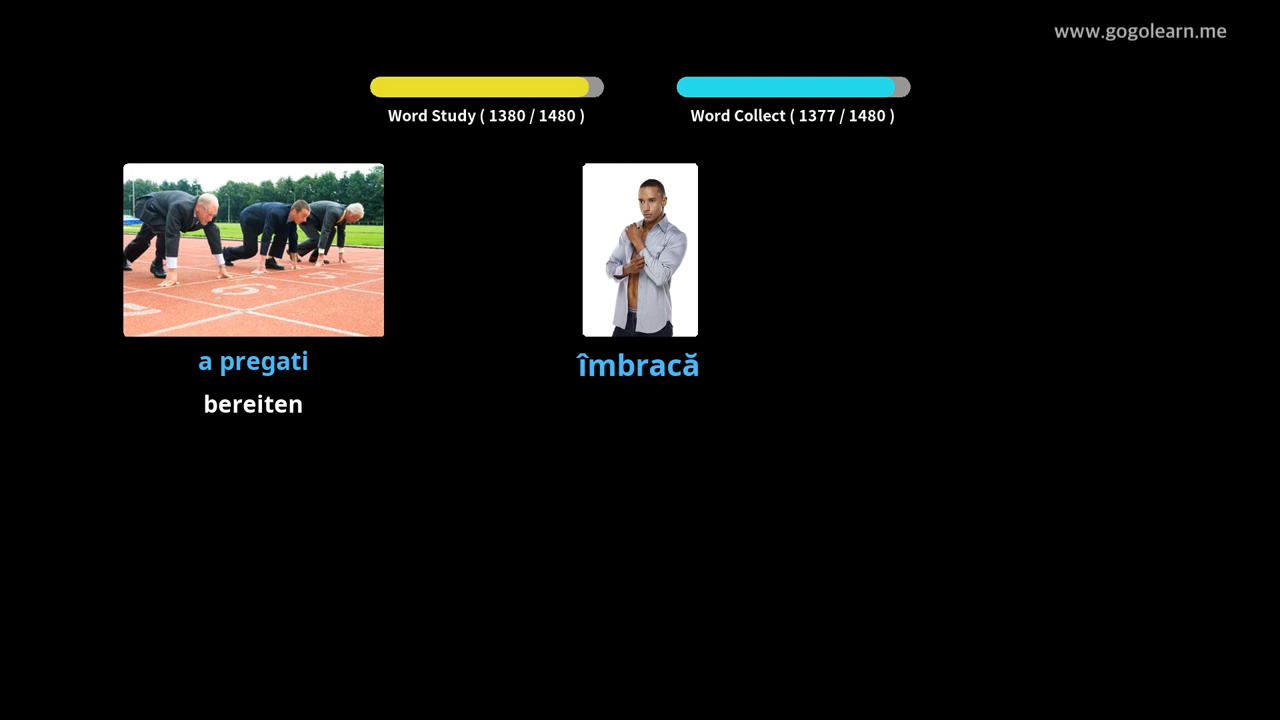 www.gogolearn.me
Word Study ( 1380 / 1480 )
Word Collect ( 1377 / 1480 )
a pregati
bereiten
îmbracă